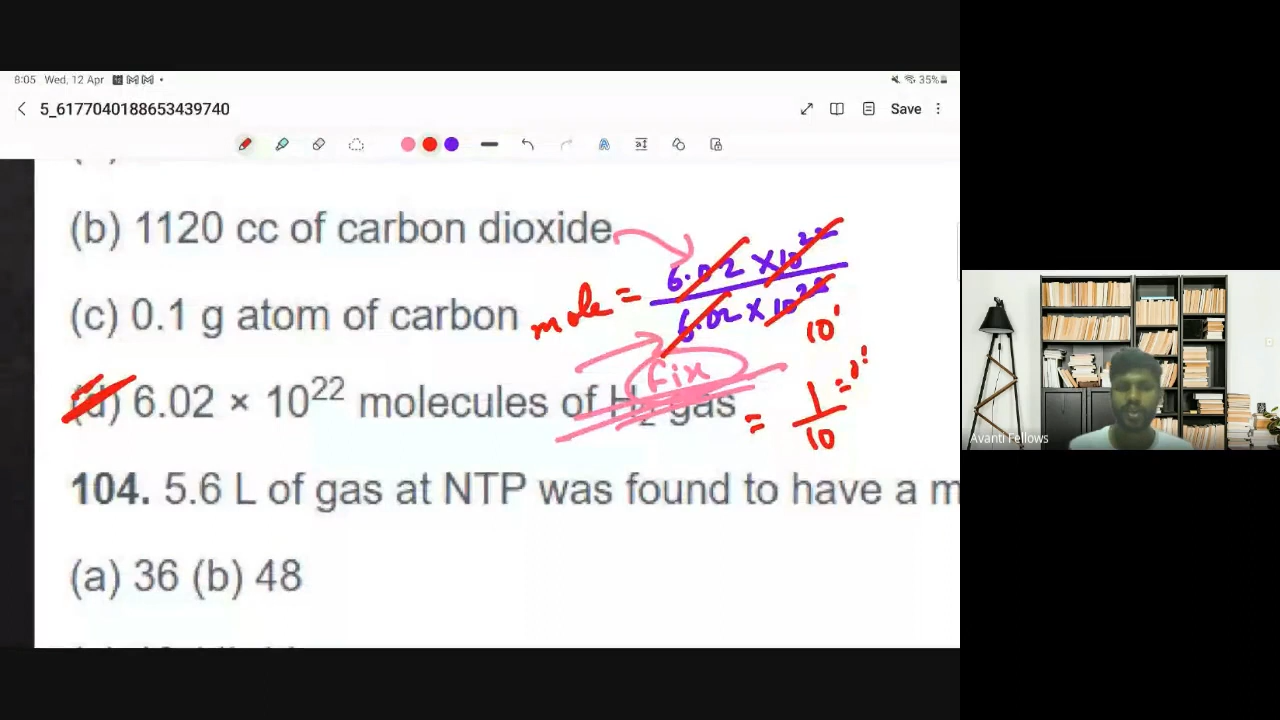 8:05 Wed, 12 Apr
35%
5_6177040188653439740
Save
(b) 1120 cc of carbon dioxide
(c) 0.1 g atom of carbon
(d) 6.02 × 10²² molecules of H₂ gas
mole = 6.02 × 10²²
6.02 × 10²³
10¹
Fix
= 1/10 =
104. 5.6 L of gas at NTP was found to have a m
(a) 36 (b) 48
Avanti Fellows